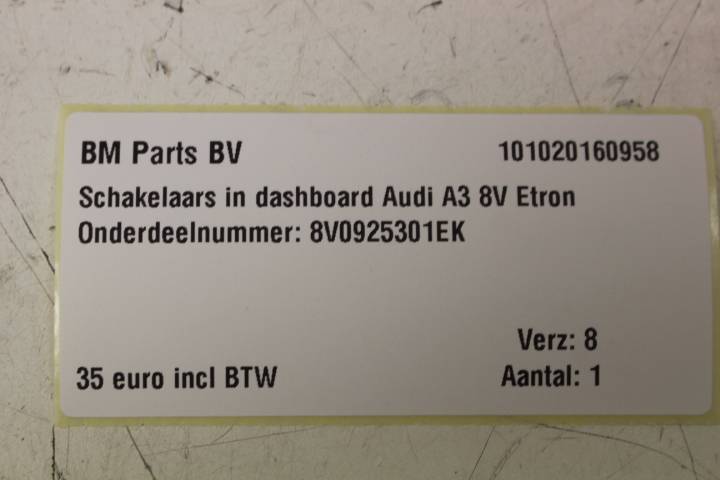 BM Parts BV 101020160958
Schakelaars in dashboard Audi A3 8V Etron
Onderdeelnummer: 8V0925301EK
Verz: 8
35 euro incl BTW Aantal: 1